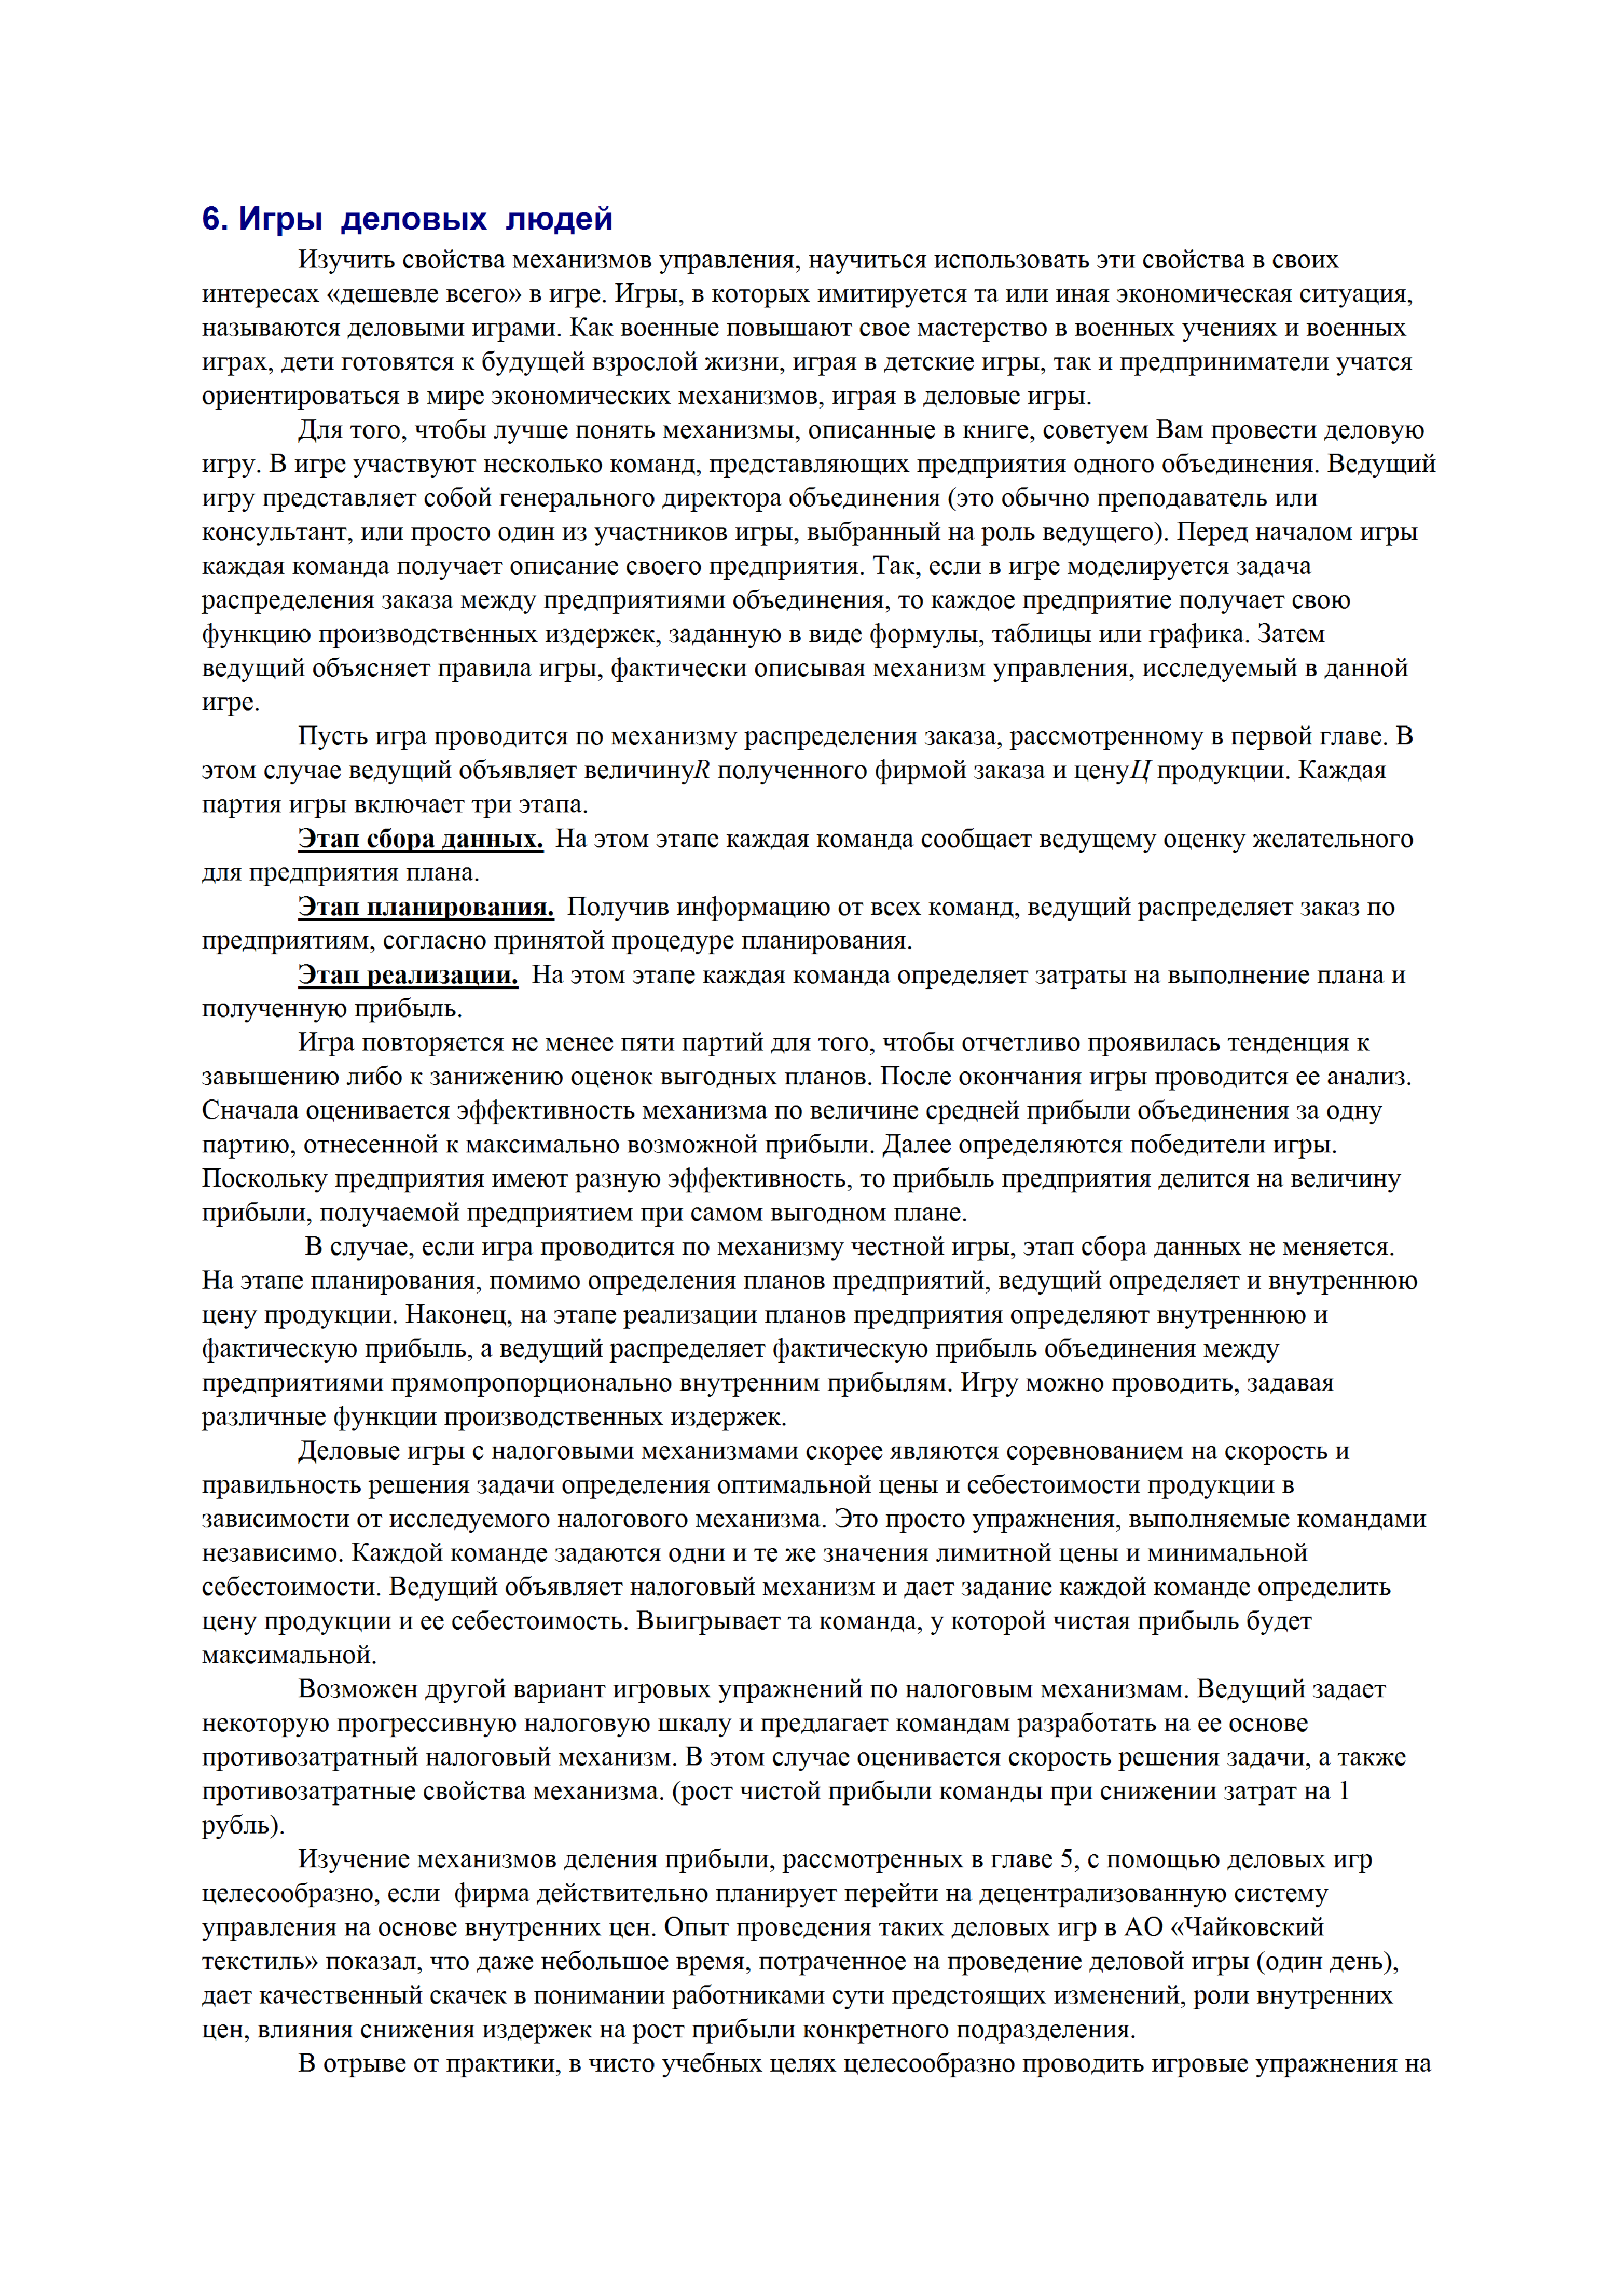 6. Игры деловых людей
Изучить свойства механизмов управления, научиться использовать эти свойства в своих
интересах «дешевле всего» в игре. Игры, в которых имитируется та или иная экономическая ситуация,
называются деловыми играми. Как военные повышают свое мастерство в военных учениях и военных
играх, дети готовятся к будущей взрослой жизни, играя в детские игры, так и предприниматели учатся
ориентироваться в мире экономических механизмов, играя в деловые игры.
Для того, чтобы лучше понять механизмы, описанные в книге, советуем Вам провести деловую
игру. В игре участвуют несколько команд, представляющих предприятия одного объединения. Ведущий
игру представляет собой генерального директора объединения (это обычно преподаватель или
консультант, или просто один из участников игры, выбранный на роль ведущего). Перед началом игры
каждая команда получает описание своего предприятия. Так, если в игре моделируется задача
распределения заказа между предприятиями объединения, то каждое предприятие получает свою
функцию производственных издержек, заданную в виде формулы, таблицы или графика. Затем
ведущий объясняет правила игры, фактически описывая механизм управления, исследуемый в данной
игре.
Пусть игра проводится по механизму распределения заказа, рассмотренному в первой главе. В
этом случае ведущий объявляет величинуR полученного фирмой заказа и ценуЦ продукции. Каждая
партия игры включает три этапа.
Этап сбора данных. На этом этапе каждая команда сообщает ведущему оценку желательного
для предприятия плана.
Этап планирования. Получив информацию от всех команд, ведущий распределяет заказ по
предприятиям, согласно принятой процедуре планирования.
Этап реализации. На этом этапе каждая команда определяет затраты на выполнение плана и
полученную прибыль.
Игра повторяется не менее пяти партий для того, чтобы отчетливо проявилась тенденция к
завышению либо к занижению оценок выгодных планов. После окончания игры проводится ее анализ.
Сначала оценивается эффективность механизма по величине средней прибыли объединения за одну
партию, отнесенной к максимально возможной прибыли. Далее определяются победители игры.
Поскольку предприятия имеют разную эффективность, то прибыль предприятия делится на величину
прибыли, получаемой предприятием при самом выгодном плане.
В случае, если игра проводится по механизму честной игры, этап сбора данных не меняется.
На этапе планирования, помимо определения планов предприятий, ведущий определяет и внутреннюю
цену продукции. Наконец, на этапе реализации планов предприятия определяют внутреннюю и
фактическую прибыль, а ведущий распределяет фактическую прибыль объединения между
предприятиями прямопропорционально внутренним прибылям. Игру можно проводить, задавая
различные функции производственных издержек.
Деловые игры с налоговыми механизмами скорее являются соревнованием на скорость и
правильность решения задачи определения оптимальной цены и себестоимости продукции в
зависимости от исследуемого налогового механизма. Это просто упражнения, выполняемые командами
независимо. Каждой команде задаются одни и те же значения лимитной цены и минимальной
себестоимости. Ведущий объявляет налоговый механизм и дает задание каждой команде определить
цену продукции и ее себестоимость. Выигрывает та команда, у которой чистая прибыль будет
максимальной.
Возможен другой вариант игровых упражнений по налоговым механизмам. Ведущий задает
некоторую прогрессивную налоговую шкалу и предлагает командам разработать на ее основе
противозатратный налоговый механизм. В этом случае оценивается скорость решения задачи, а также
противозатратные свойства механизма. (рост чистой прибыли команды при снижении затрат на 1
рубль).
Изучение механизмов деления прибыли, рассмотренных в главе 5, с помощью деловых игр
целесообразно, если фирма действительно планирует перейти на децентрализованную систему
управления на основе внутренних цен. Опыт проведения таких деловых игр в АО «Чайковский
текстиль» показал, что даже небольшое время, потраченное на проведение деловой игры (один день),
дает качественный скачек в понимании работниками сути предстоящих изменений, роли внутренних
цен, влияния снижения издержек на рост прибыли конкретного подразделения.
В отрыве от практики, в чисто учебных целях целесообразно проводить игровые упражнения на